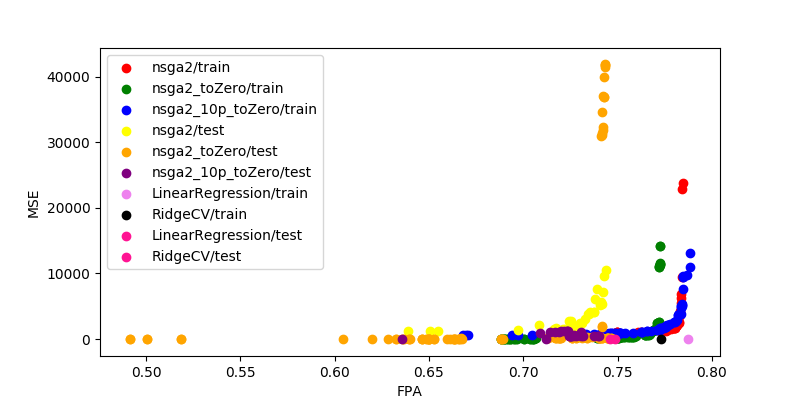 nsga2/train
nsga2_toZero/train
nsga2_10p_toZero/train
nsga2/test
nsga2_toZero/test
nsga2_10p_toZero/test
LinearRegression/train
RidgeCV/train
LinearRegression/test
RidgeCV/test
MSE
40000
30000
20000
10000
0
0.50
0.55
0.60
0.65
0.70
0.75
0.80
FPA